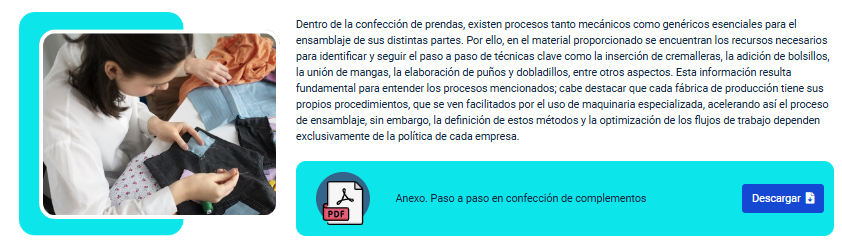 Dentro de la confección de prendas, existen procesos tanto mecánicos como genéricos esenciales para el
ensamblaje de sus distintas partes. Por ello, en el material proporcionado se encuentran los recursos necesarios
para identificar y seguir el paso a paso de técnicas clave como la inserción de cremalleras, la adición de bolsillos,
la unión de mangas, la elaboración de puños y dobladillos, entre otros aspectos. Esta información resulta
fundamental para entender los procesos mencionados; cabe destacar que cada fábrica de producción tiene sus
propios procedimientos, que se ven facilitados por el uso de maquinaria especializada, acelerando así el proceso
de ensamblaje, sin embargo, la definición de estos métodos y la optimización de los flujos de trabajo dependen
exclusivamente de la política de cada empresa.
PDF
Anexo. Paso a paso en confección de complementos
Descargar